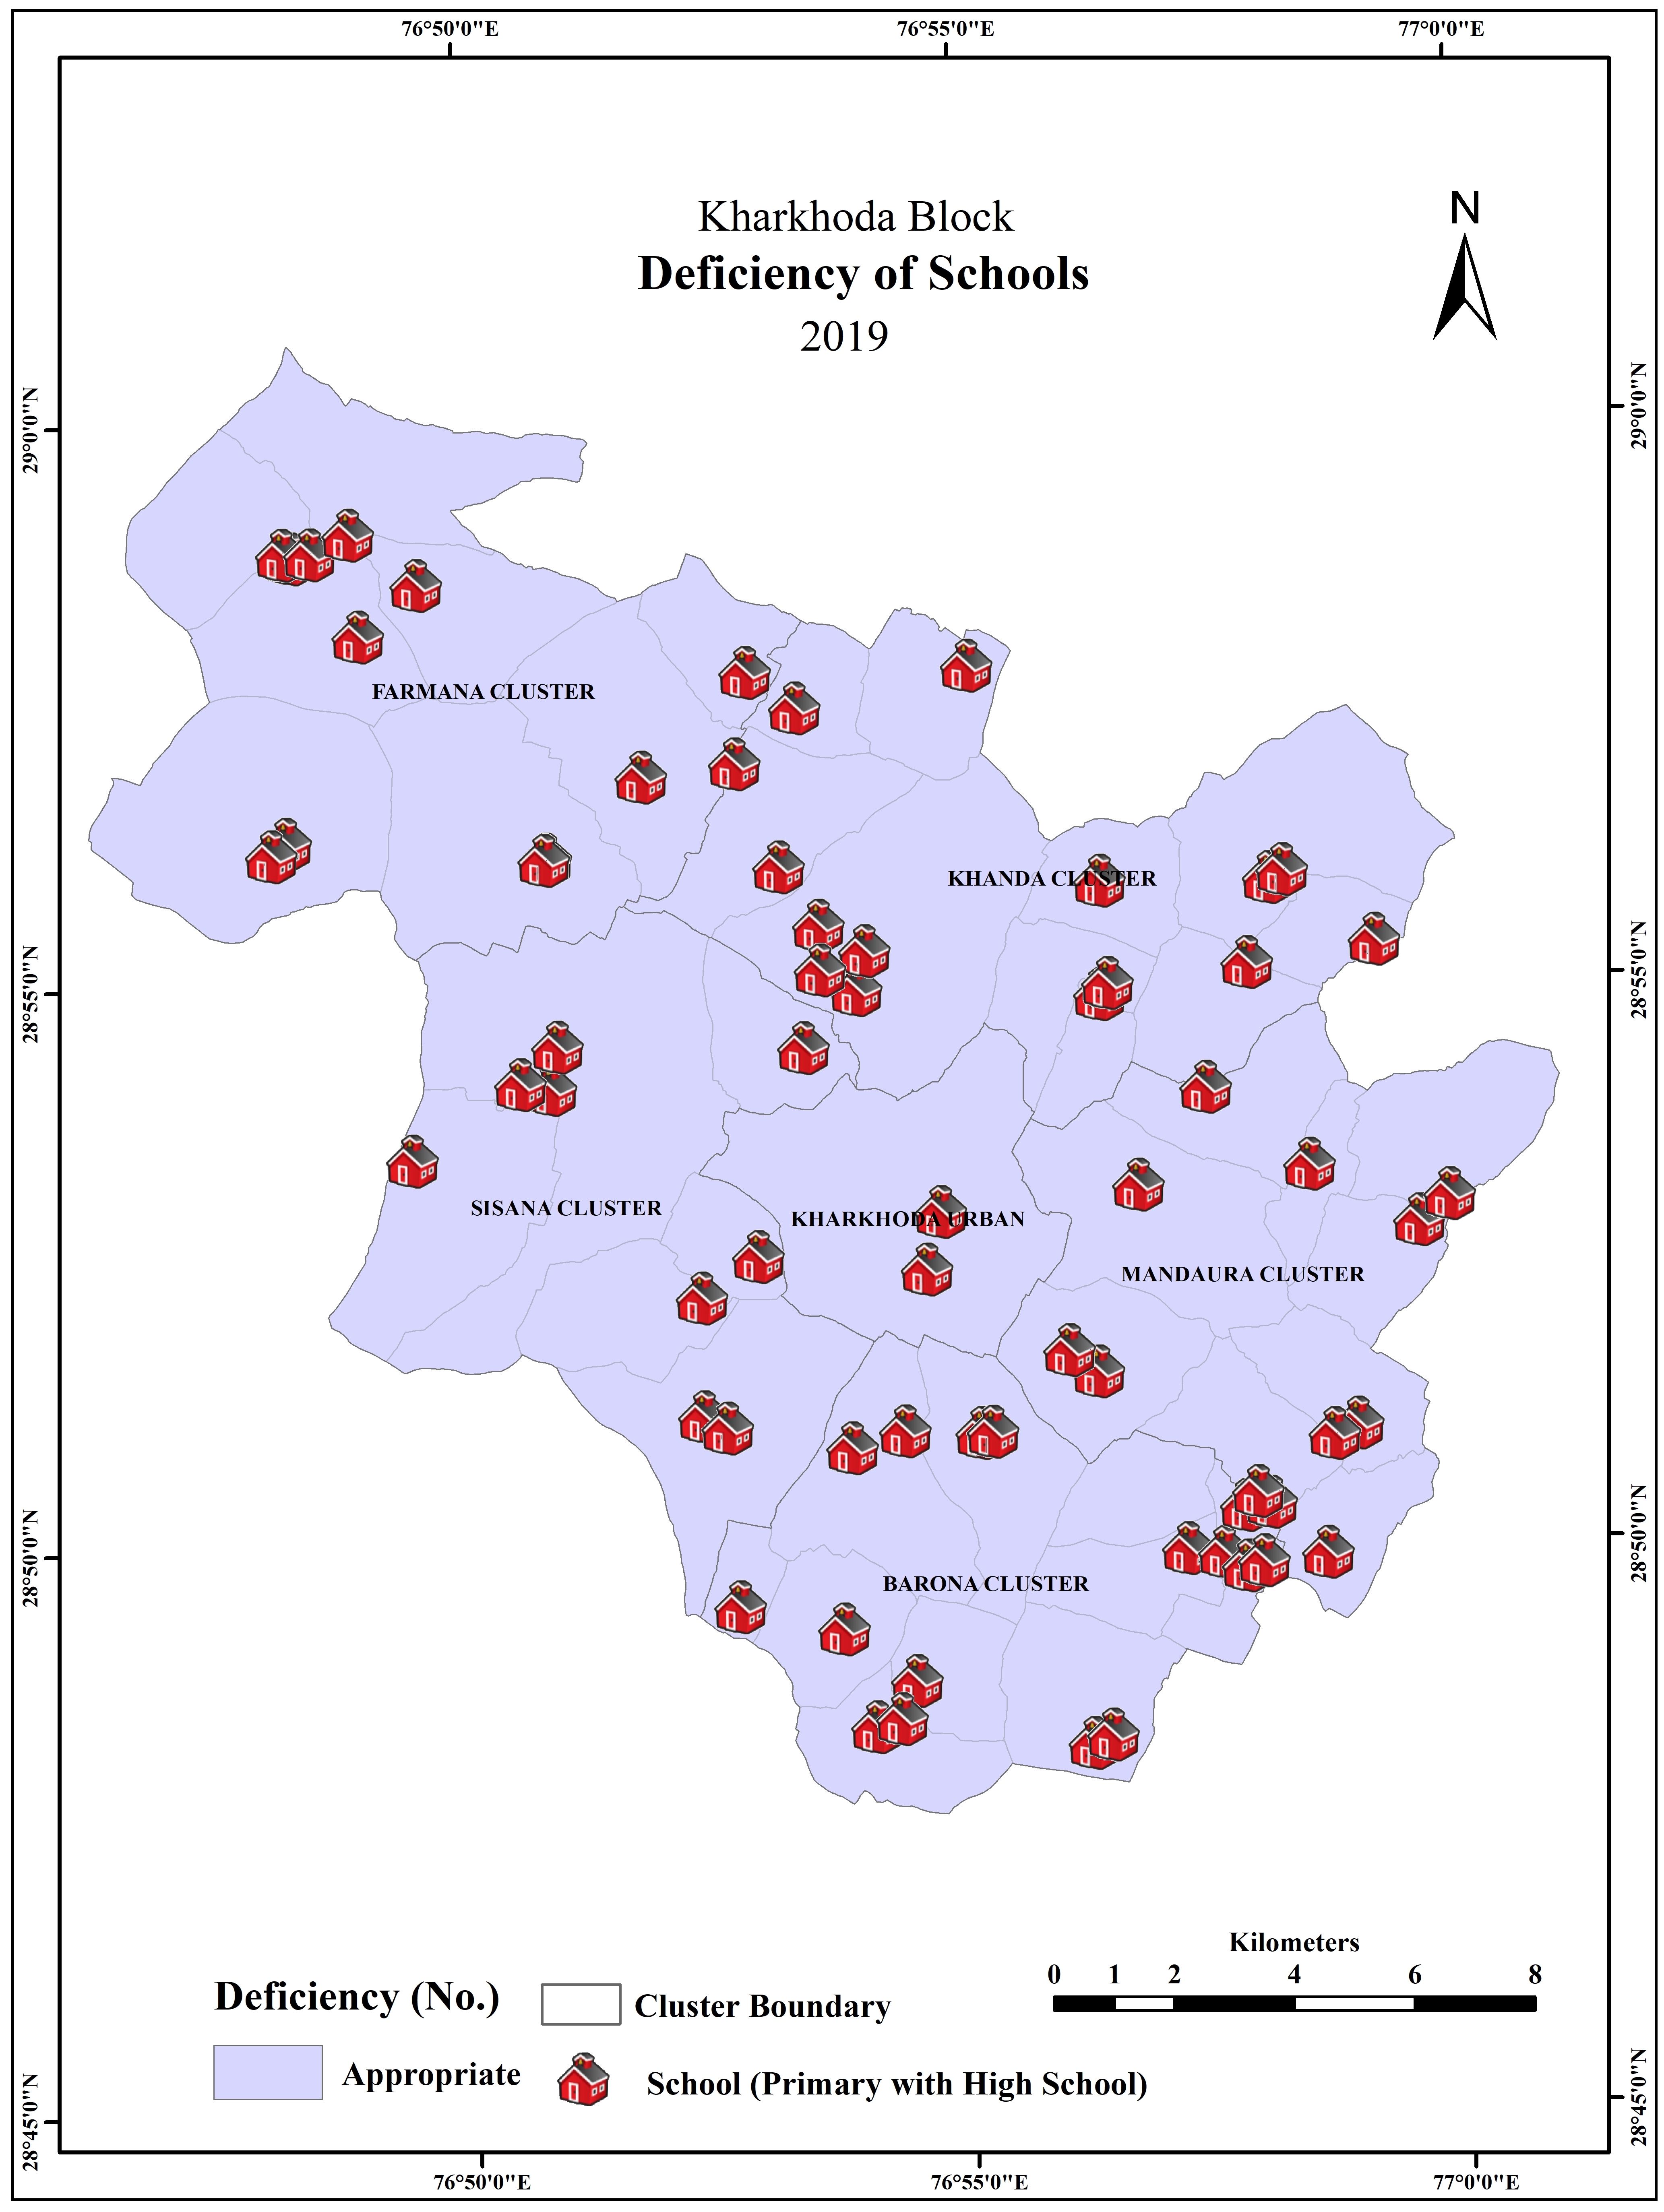 76°50'0"E
76°55'0"E
77°0'0"E
Kharkhoda Block
Deficiency of Schools
2019
N
29°0'0"N
29°0'0"N
FARMANA CLUSTER
KHANDA CLUSTER
28°55'0"N
28°55'0"N
SISANA CLUSTER
KHARKHODA URBAN
MANDAURA CLUSTER
28°50'0"N
28°50'0"N
BARONA CLUSTER
Kilometers
0 1 2 4 6 8
Deficiency (No.)
Cluster Boundary
Appropriate
School (Primary with High School)
28°45'0"N
28°45'0"N
76°50'0"E
76°55'0"E
77°0'0"E